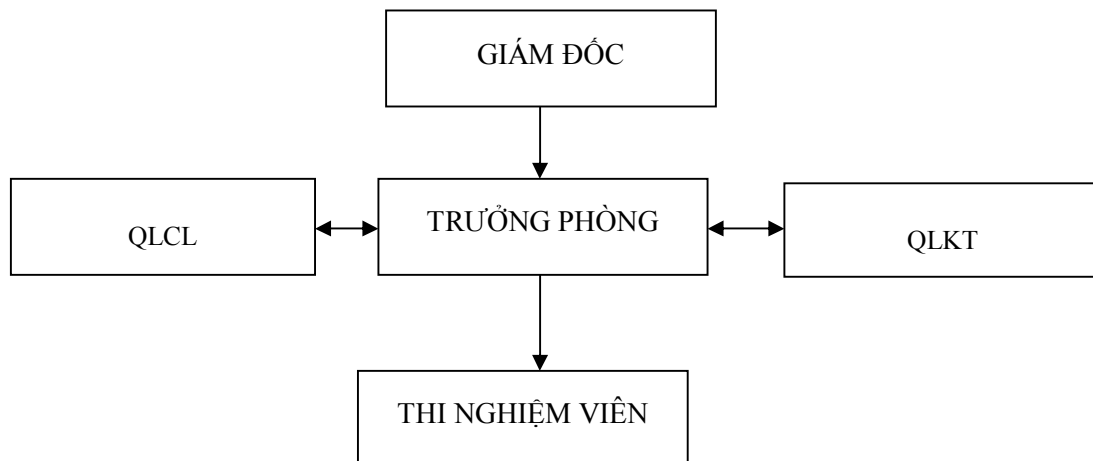 GIÁM ĐỐC
QLCL
TRƯỞNG PHÒNG
QLKT
THI NGHIỆM VIÊN